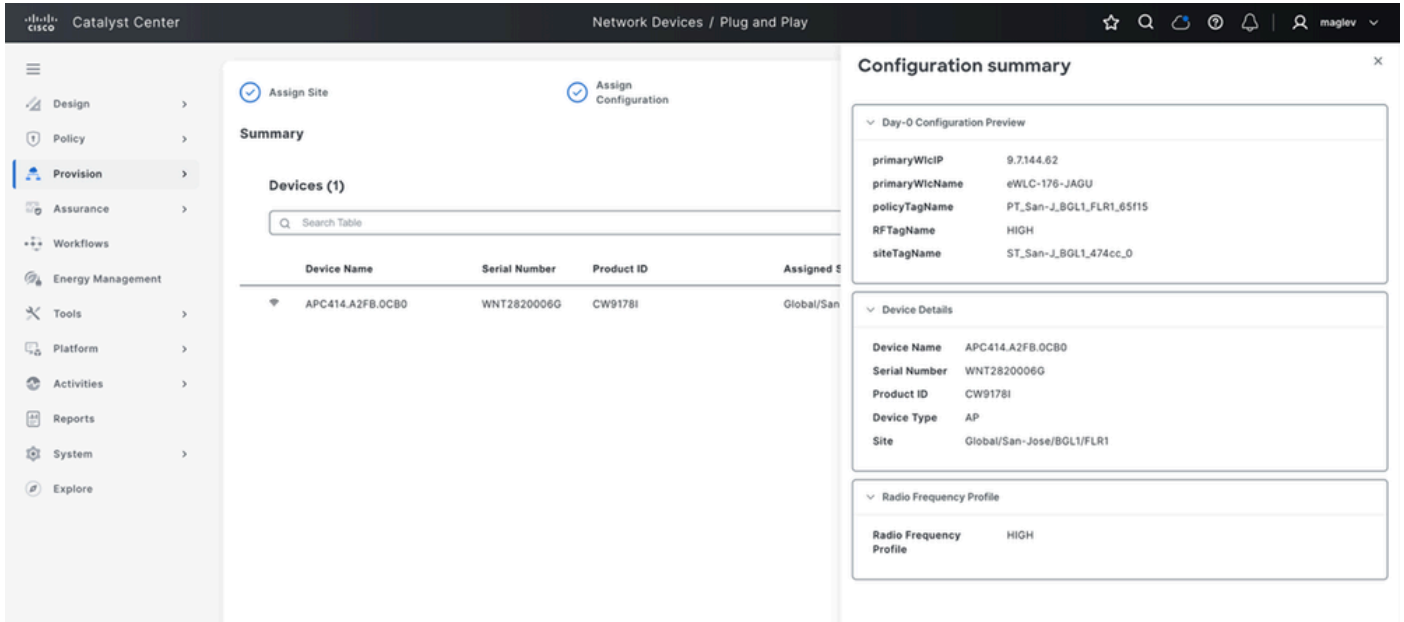 CISCO Catalyst Center
Network Devices / Plug and Play
maglev
Design
Policy
Provision
Assurance
Workflows
Energy Management
Tools
Platform
Activities
Reports
System
Explore
Assign Site
Assign
Configuration
Summary
Devices (1)
Search Table
Device Name Serial Number Product ID Assigned S
APC414.A2FB.0CB0 WNT2820006G CW9178I Global/San
Configuration summary
Day-0 Configuration Preview
primaryWlcIP 9.7.144.62
primaryWlcName eWLC-176-JAGU
policyTagName PT_San-J_BGL1_FLR1_65f15
RFTagName HIGH
siteTagName ST_San-J_BGL1_474cc_0
Device Details
Device Name APC414.A2FB.0CB0
Serial Number WNT2820006G
Product ID CW9178I
Device Type AP
Site Global/San-Jose/BGL1/FLR1
Radio Frequency Profile
Radio Frequency HIGH
Profile